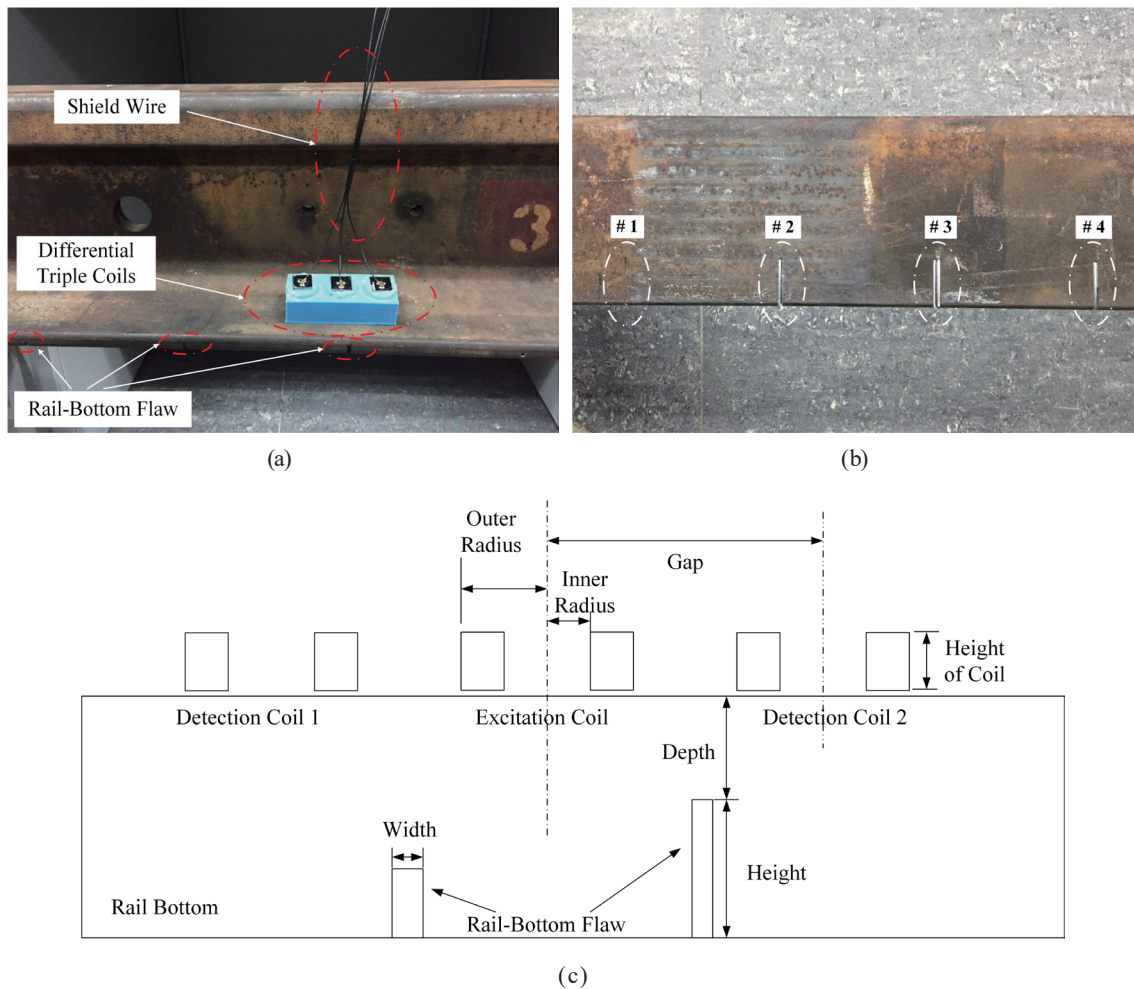 Shield Wire
Differential
Triple Coils
3
Rail-Bottom Flaw
(a)
# 1
# 2
# 3
# 4
(b)
Outer
Radius
Gap
Inner
Radius
Height
of Coil
Detection Coil 1
Excitation Coil
Detection Coil 2
Depth
Width
Height
Rail Bottom
Rail-Bottom Flaw
(c)